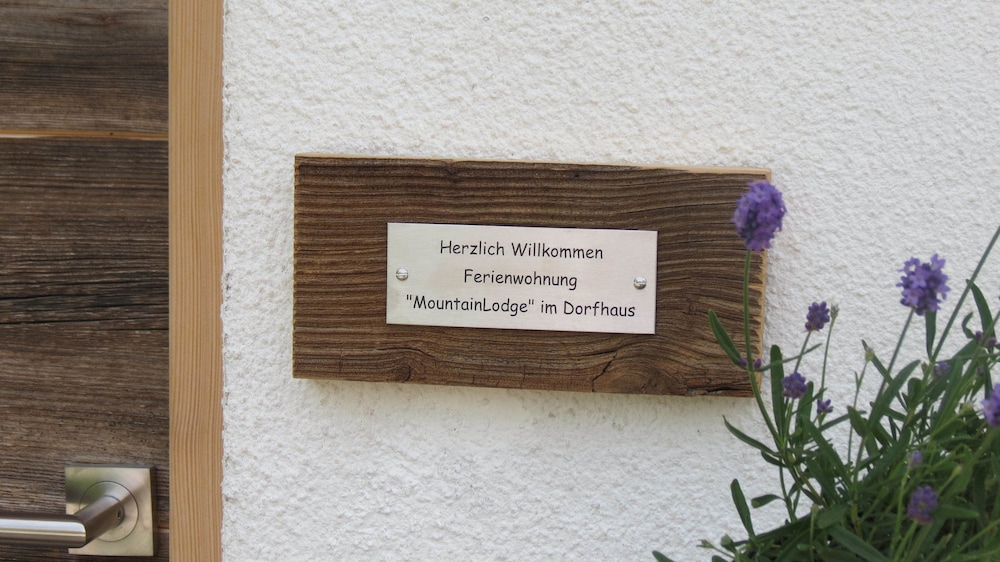 Herzlich Willkommen
Ferienwohnung
"MountainLodge" im Dorfhaus